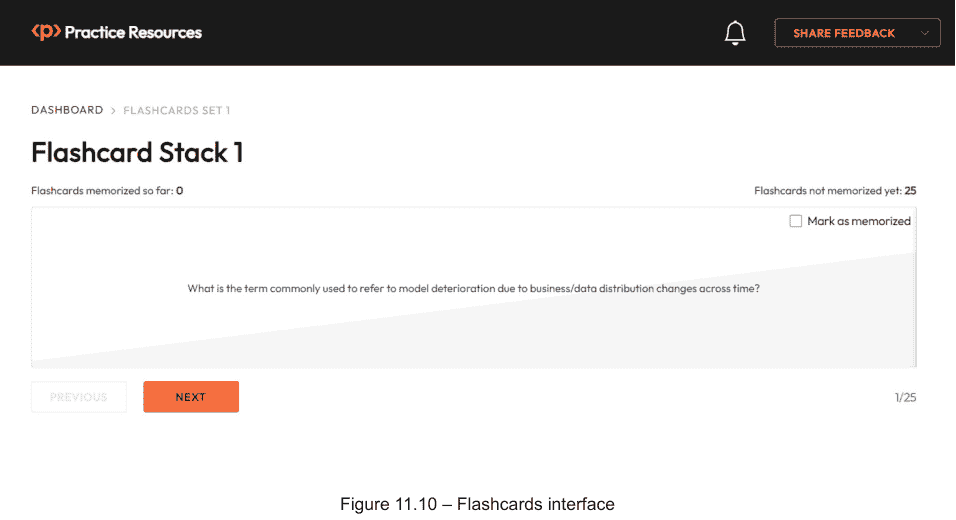 <p> Practice Resources
SHARE FEEDBACK
DASHBOARD > FLASHCARDS SET 1
Flashcard Stack 1
Flashcards memorized so far: 0
Flashcards not memorized yet: 25
Mark as memorized
What is the term commonly used to refer to model deterioration due to business/data distribution changes across time?
PREVIOUS
NEXT
1/25
Figure 11.10 – Flashcards interface